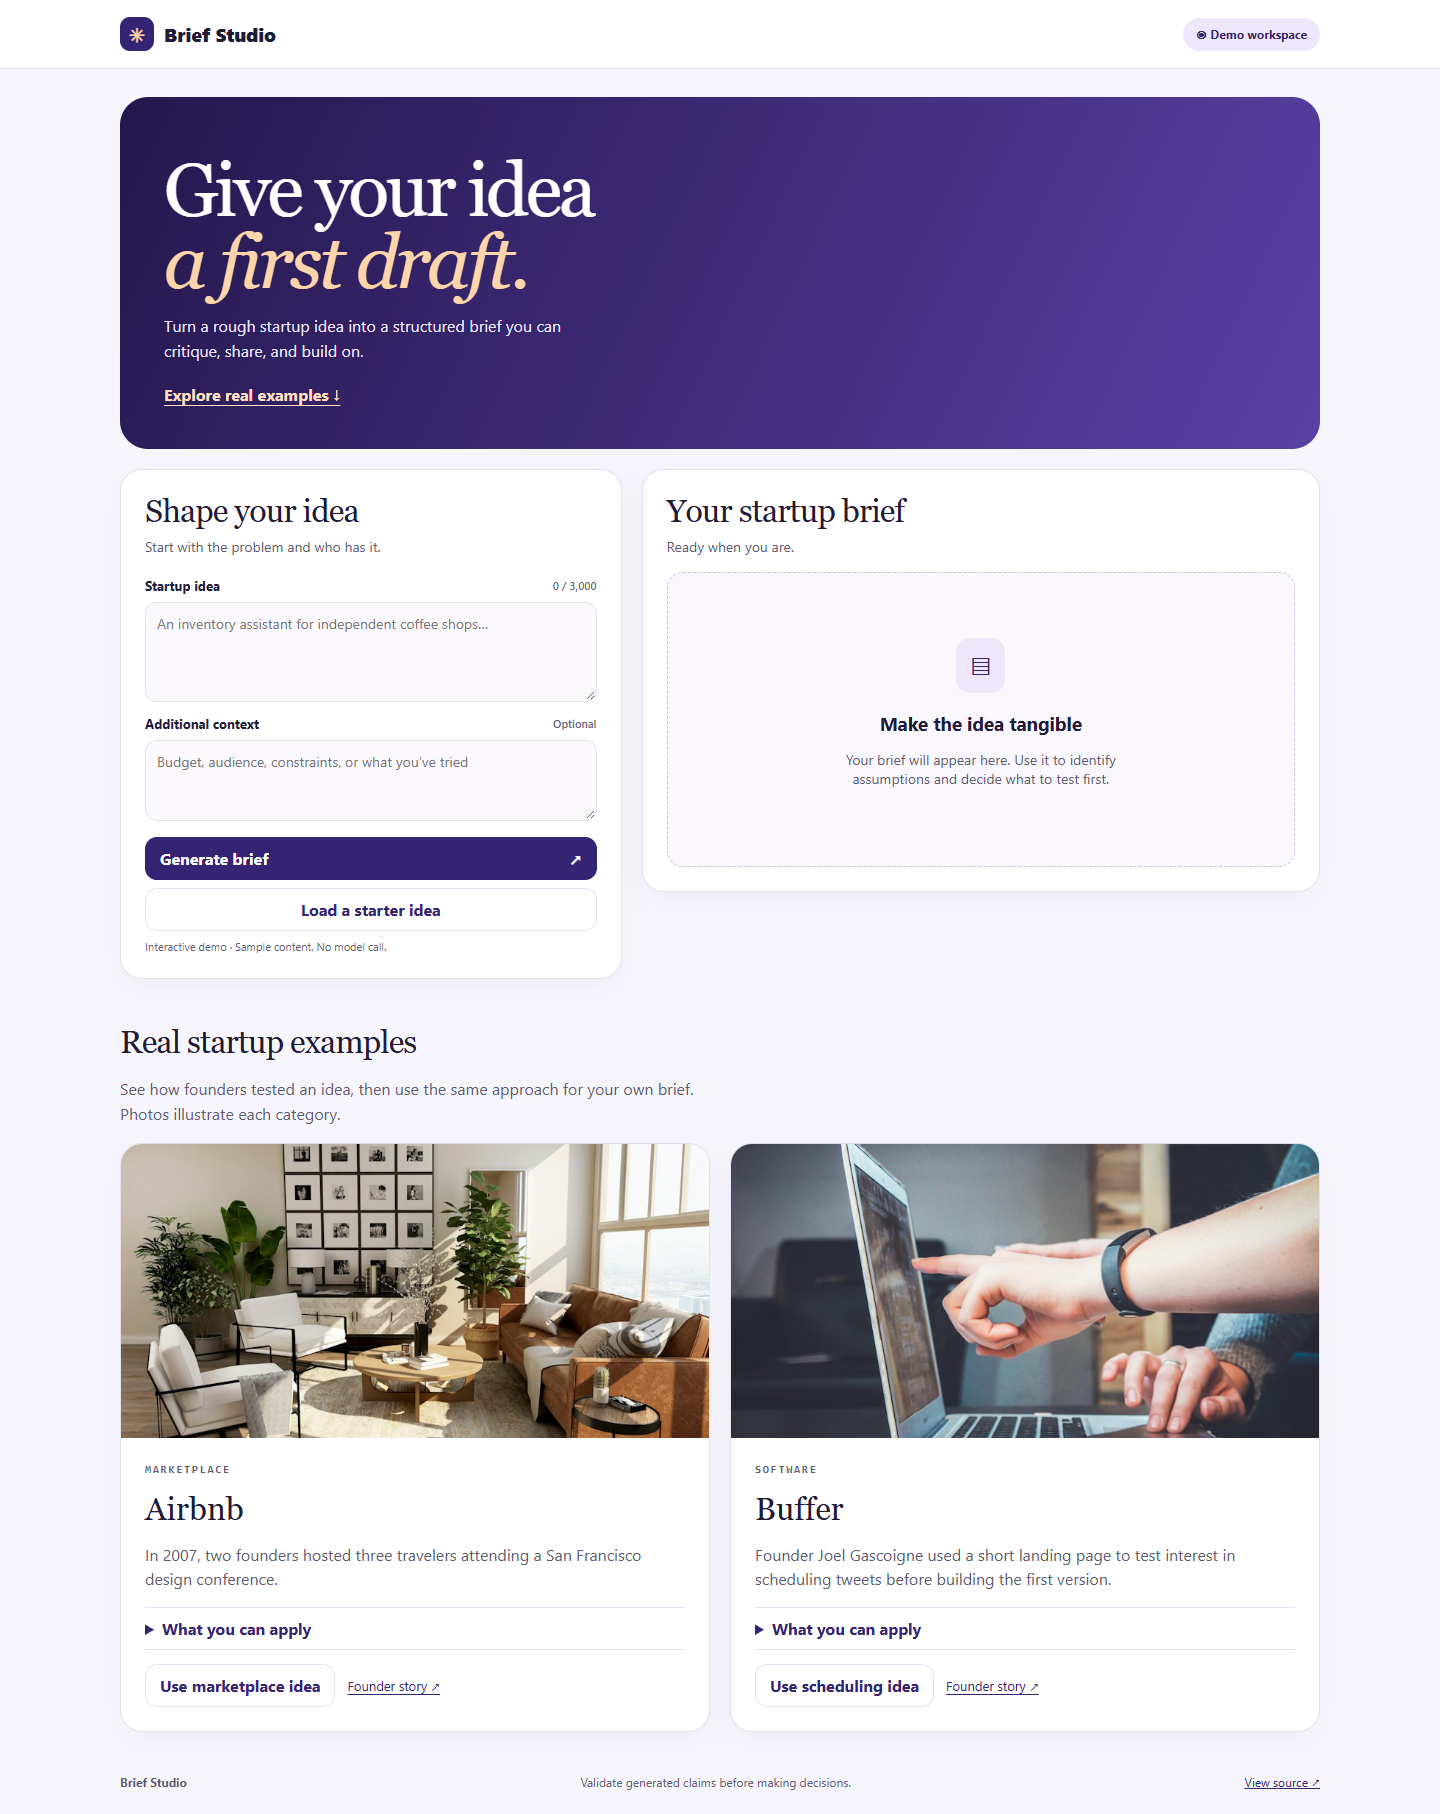 Brief Studio
Demo workspace
Give your idea
a first draft.
Turn a rough startup idea into a structured brief you can
critique, share, and build on.
Explore real examples ↓
Shape your idea
Start with the problem and who has it.
Startup idea
0 / 3,000
An inventory assistant for independent coffee shops...
Additional context
Optional
Budget, audience, constraints, or what you've tried
Generate brief ↗
Load a starter idea
Interactive demo · Sample content. No model call.
Your startup brief
Ready when you are.
Make the idea tangible
Your brief will appear here. Use it to identify
assumptions and decide what to test first.
Real startup examples
See how founders tested an idea, then use the same approach for your own brief.
Photos illustrate each category.
MARKETPLACE
Airbnb
In 2007, two founders hosted three travelers attending a San Francisco
design conference.
What you can apply
Use marketplace idea
Founder story ↗
SOFTWARE
Buffer
Founder Joel Gascoigne used a short landing page to test interest in
scheduling tweets before building the first version.
What you can apply
Use scheduling idea
Founder story ↗
Brief Studio
Validate generated claims before making decisions.
View source ↗